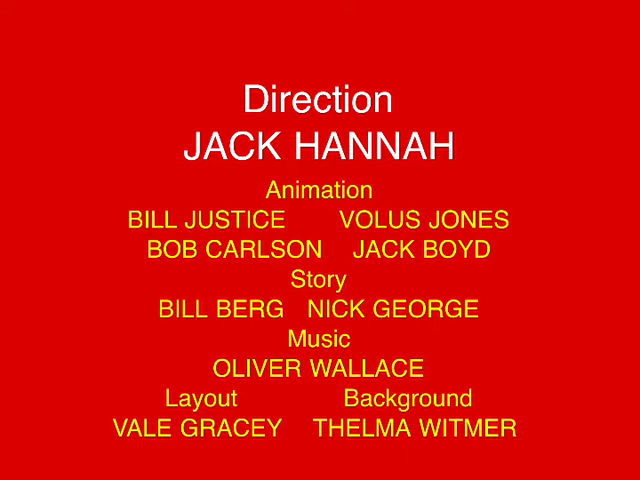 Direction
JACK HANNAH
Animation
BILL JUSTICE VOLUS JONES
BOB CARLSON JACK BOYD
Story
BILL BERG NICK GEORGE
Music
OLIVER WALLACE
Layout Background
VALE GRACEY THELMA WITMER